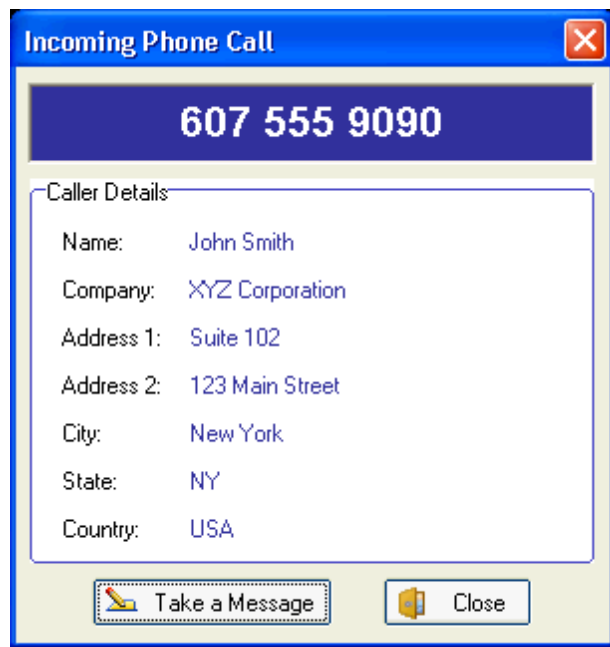 Incoming Phone Call
607 555 9090
Caller Details
Name: John Smith
Company: XYZ Corporation
Address 1: Suite 102
Address 2: 123 Main Street
City: New York
State: NY
Country: USA
Take a Message Close